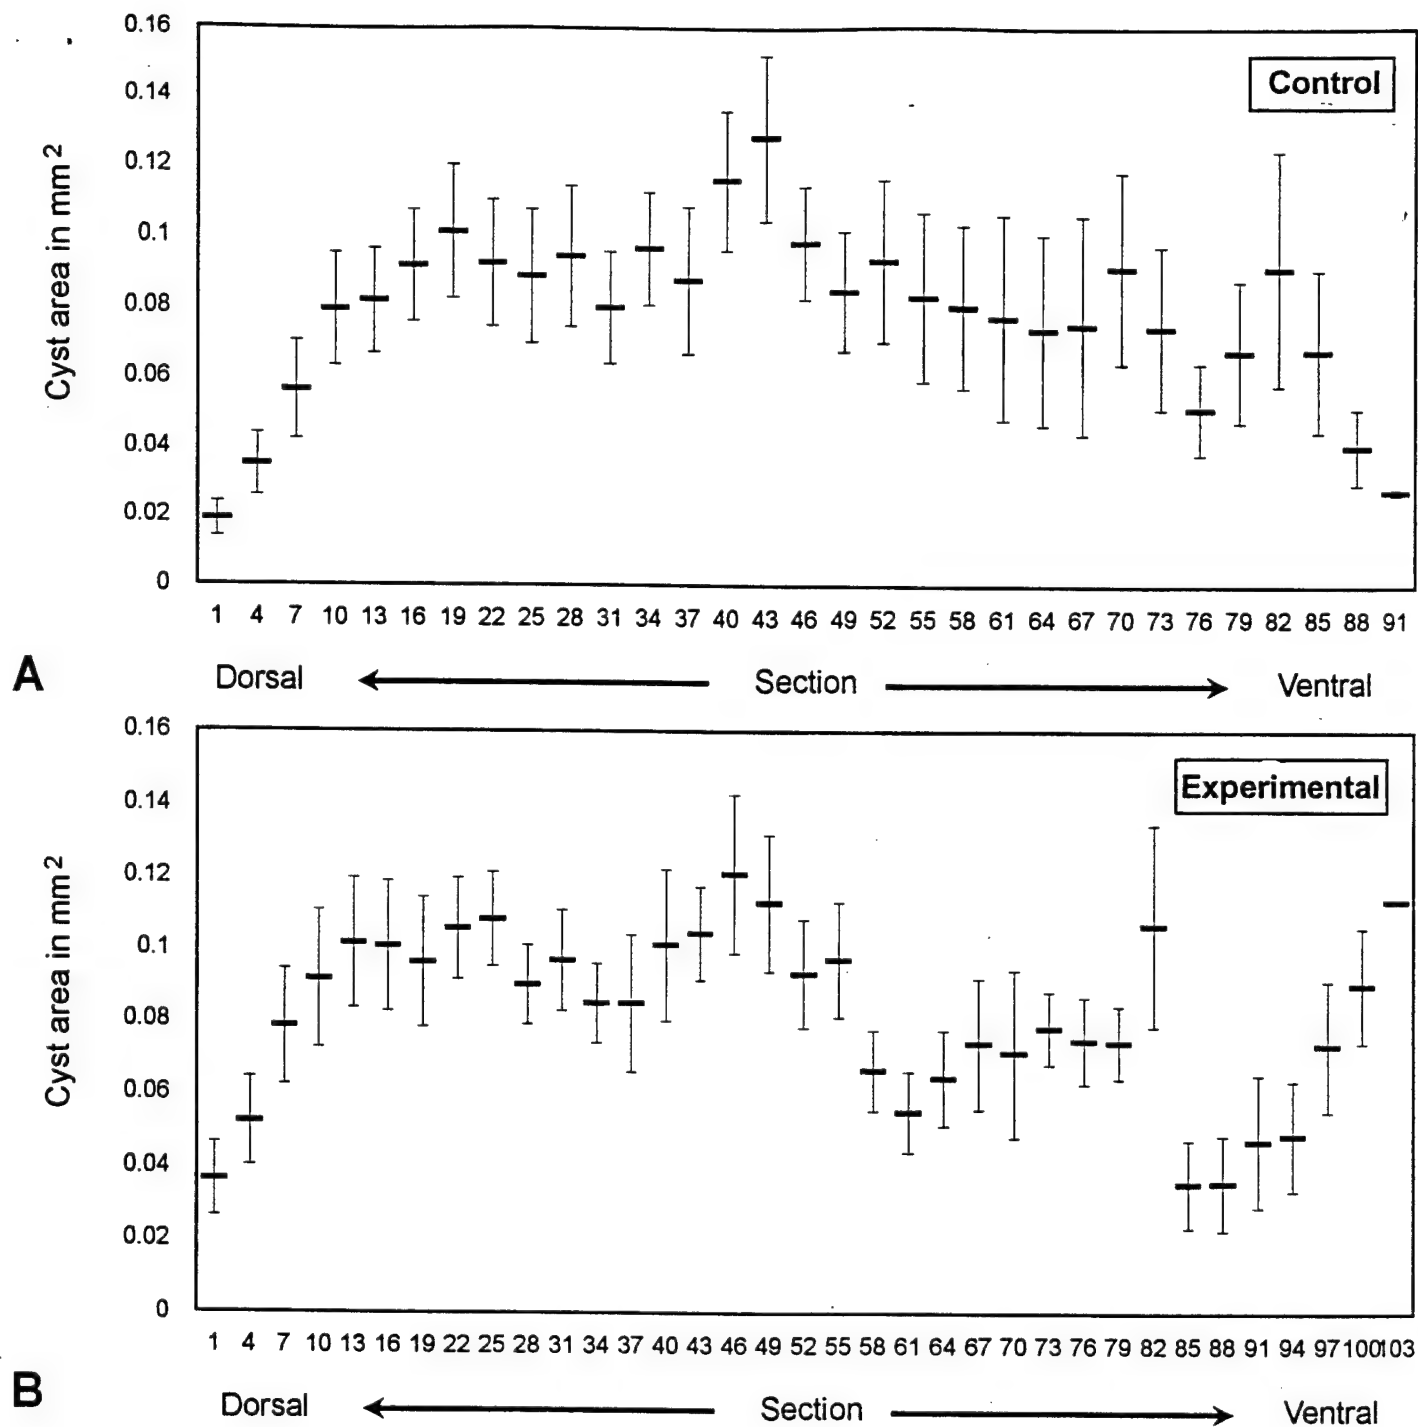 0.16
0.14
0.12
0.1
0.08
0.06
0.04
0.02
0
Cyst area in mm2
Control
1 4 7 10 13 16 19 22 25 28 31 34 37 40 43 46 49 52 55 58 61 64 67 70 73 76 79 82 85 88 91
A
Dorsal Section Ventral
0.16
0.14
0.12
0.1
0.08
0.06
0.04
0.02
0
Cyst area in mm2
Experimental
1 4 7 10 13 16 19 22 25 28 31 34 37 40 43 46 49 52 55 58 61 64 67 70 73 76 79 82 85 88 91 94 97 100 103
B
Dorsal Section Ventral